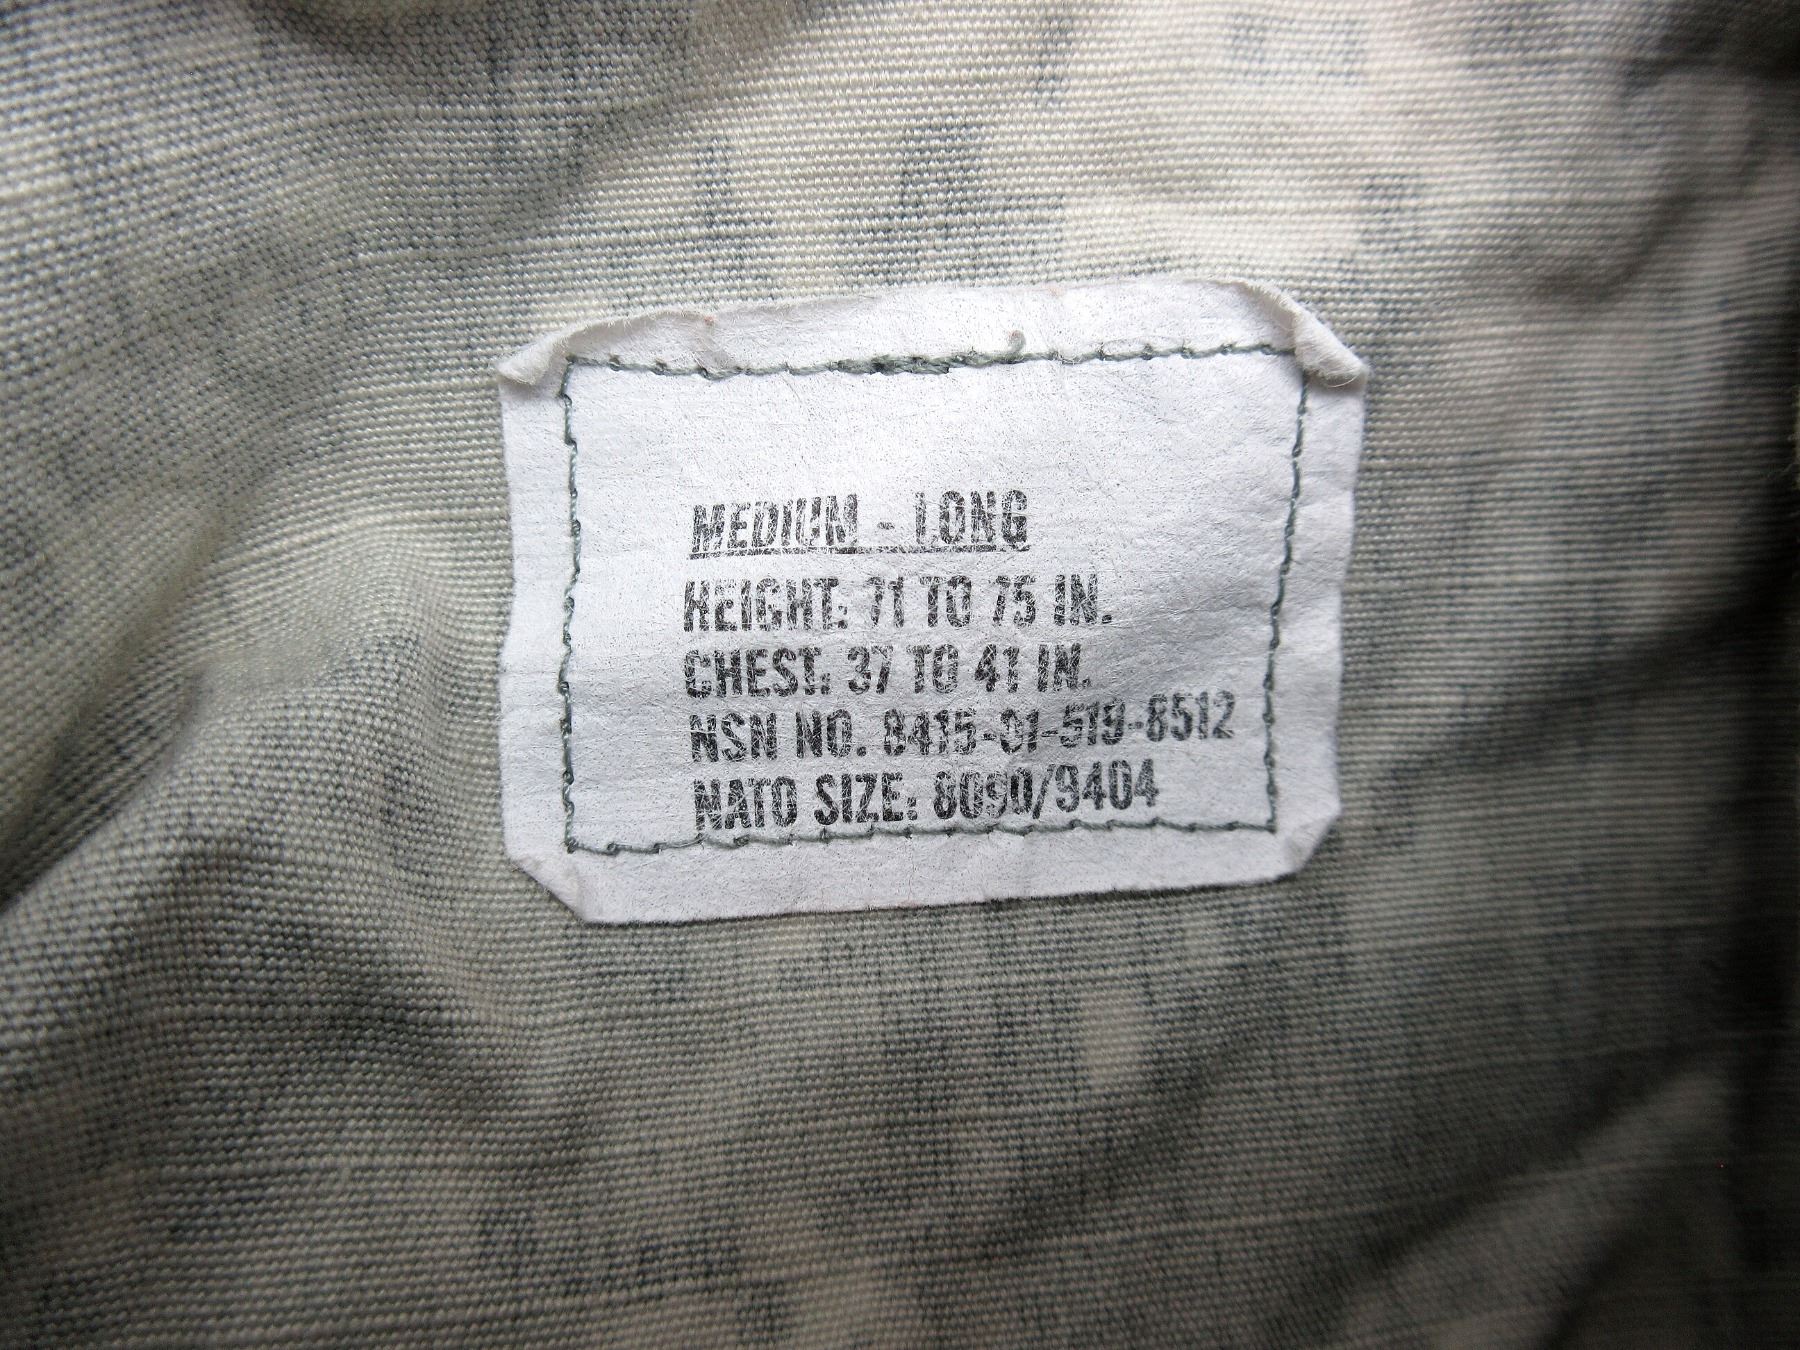 MEDIUM - LONG
HEIGHT: 71 TO 75 IN.
CHEST: 37 TO 41 IN.
NSN NO. 8415-01-519-8512
NATO SIZE: 8090/9404